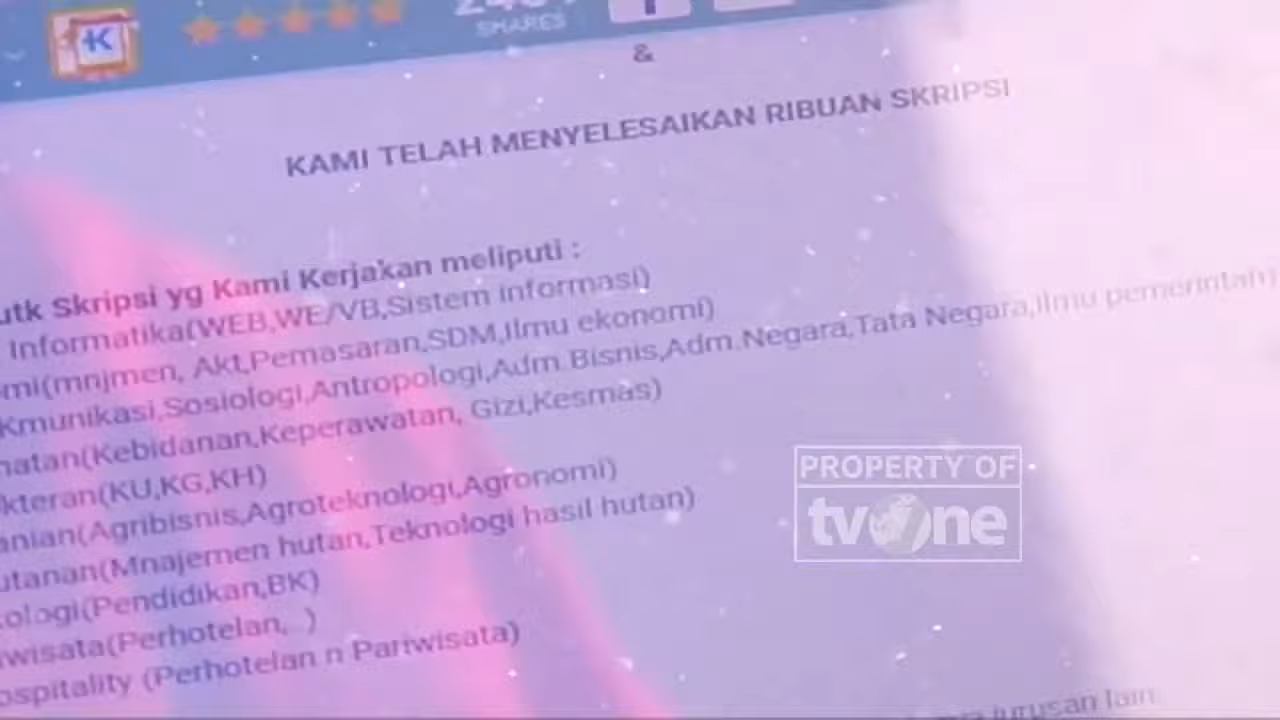 K
SHARES
&
KAMI TELAH MENYELESAIKAN RIBUAN SKRIPSI
utk Skripsi yg Kami Kerjakan meliputi :
Informatika(WEB,WE/VB,Sistem informasi)
mi(mnjmen, Akt,Pemasaran,SDM,Ilmu ekonomi)
Kmunikasi,Sosiologi,Antropologi,Adm.Bisnis,Adm.Negara,Tata Negara,Ilmu pemerintah)
hatan(Kebidanan,Keperawatan, Gizi,Kesmas)
kteran(KU,KG,KH)
anian(Agribisnis,Agroteknologi,Agronomi)
utanan(Mnajemen hutan,Teknologi hasil hutan)
kologi(Pendidikan,BK)
wisata(Perhotelan,..)
ospitality (Perhotelan n Pariwisata)
jurusan lain
PROPERTY OF
tvOne